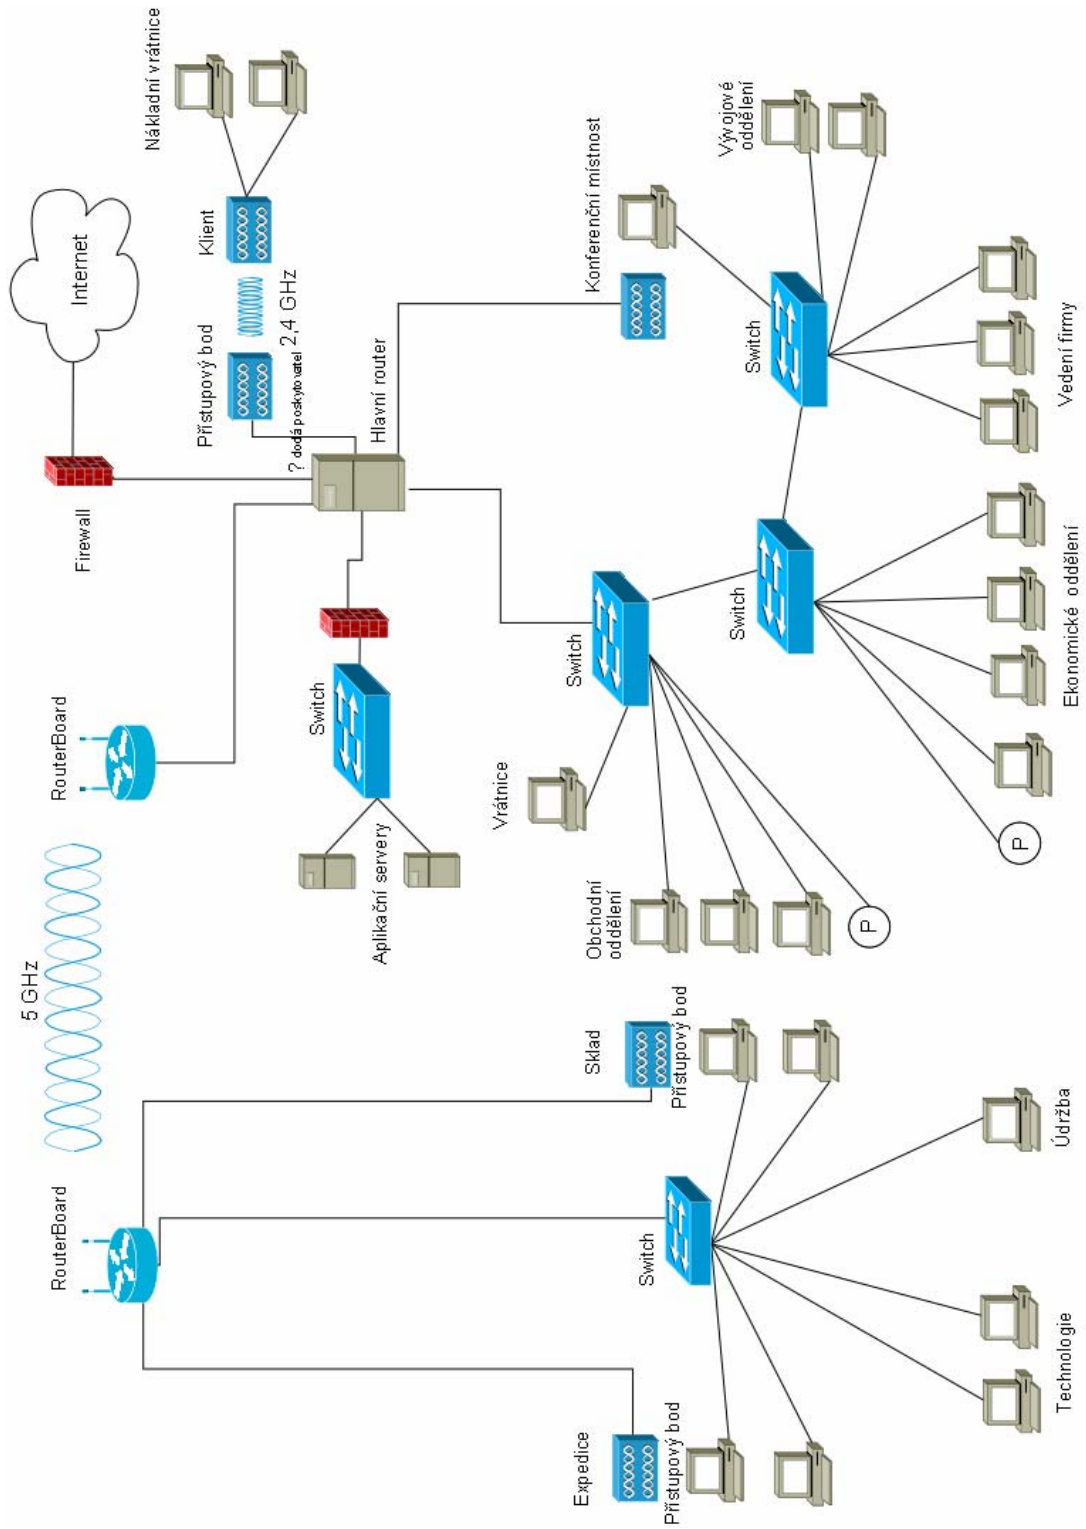 5 GHz
RouterBoard
RouterBoard
Firewall
Internet
Nákladní vrátnice
Klient
2,4 GHz
Přístupový bod
? dodá poskytovatel
Hlavní router
Switch
Aplikační servery
Expedice
Přístupový bod
Switch
Sklad
Přístupový bod
Obchodní
oddělení
Vrátnice
Switch
P
Switch
Konferenční místnost
Switch
Vývojové
oddělení
Technologie
Údržba
P
Ekonomické oddělení
Vedení firmy